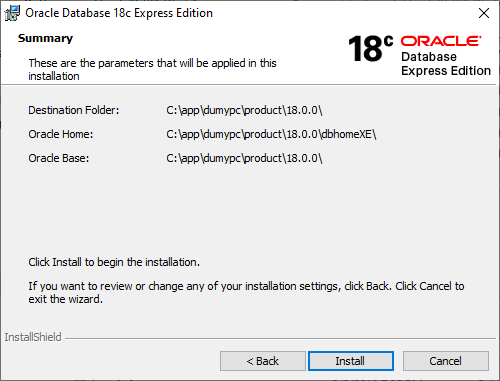 Oracle Database 18c Express Edition
Summary
These are the parameters that will be applied in this
installation
18c ORACLE
Database
Express Edition
Destination Folder: C:\app\dumypc\product\18.0.0\
Oracle Home: C:\app\dumypc\product\18.0.0\dbhomeXE\
Oracle Base: C:\app\dumypc\product\18.0.0\
Click Install to begin the installation.
If you want to review or change any of your installation settings, click Back. Click Cancel to
exit the wizard.
InstallShield
< Back Install Cancel